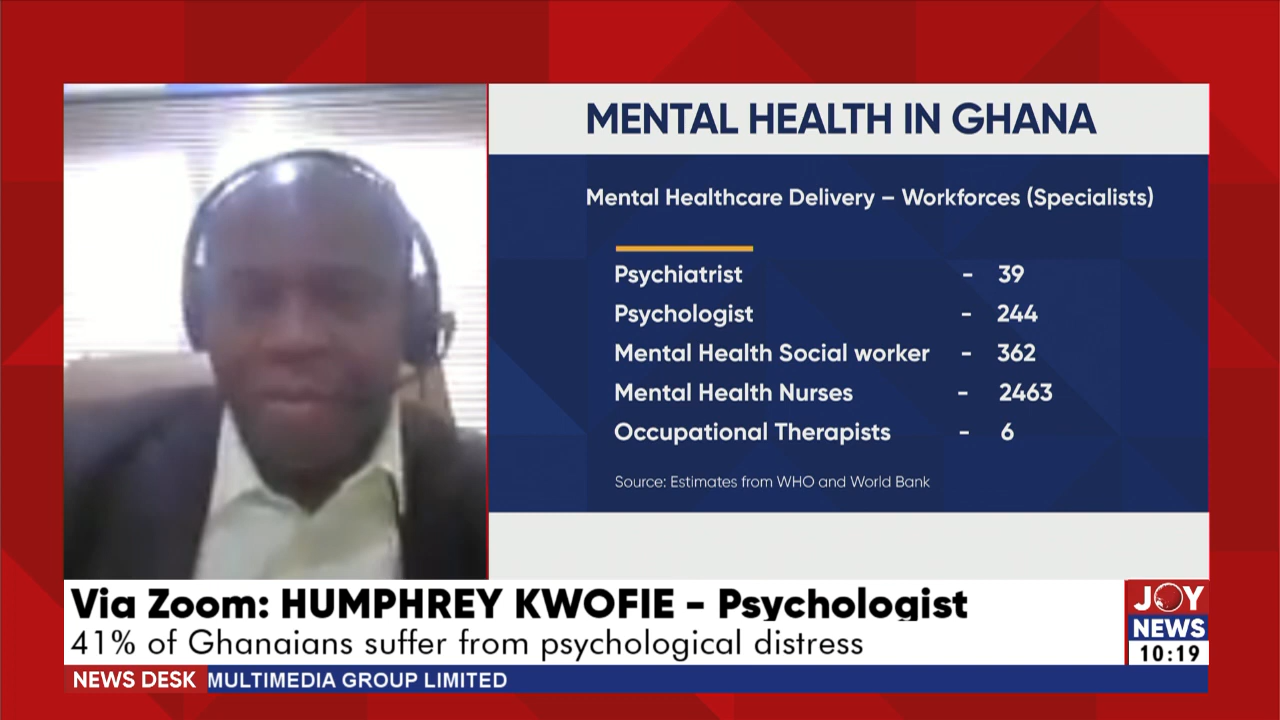 MENTAL HEALTH IN GHANA
Mental Healthcare Delivery – Workforces (Specialists)
Psychiatrist - 39
Psychologist - 244
Mental Health Social worker - 362
Mental Health Nurses - 2463
Occupational Therapists - 6
Source: Estimates from WHO and World Bank
Via Zoom: HUMPHREY KWOFIE - Psychologist
41% of Ghanaians suffer from psychological distress
JOY
NEWS
10:19
NEWS DESK MULTIMEDIA GROUP LIMITED